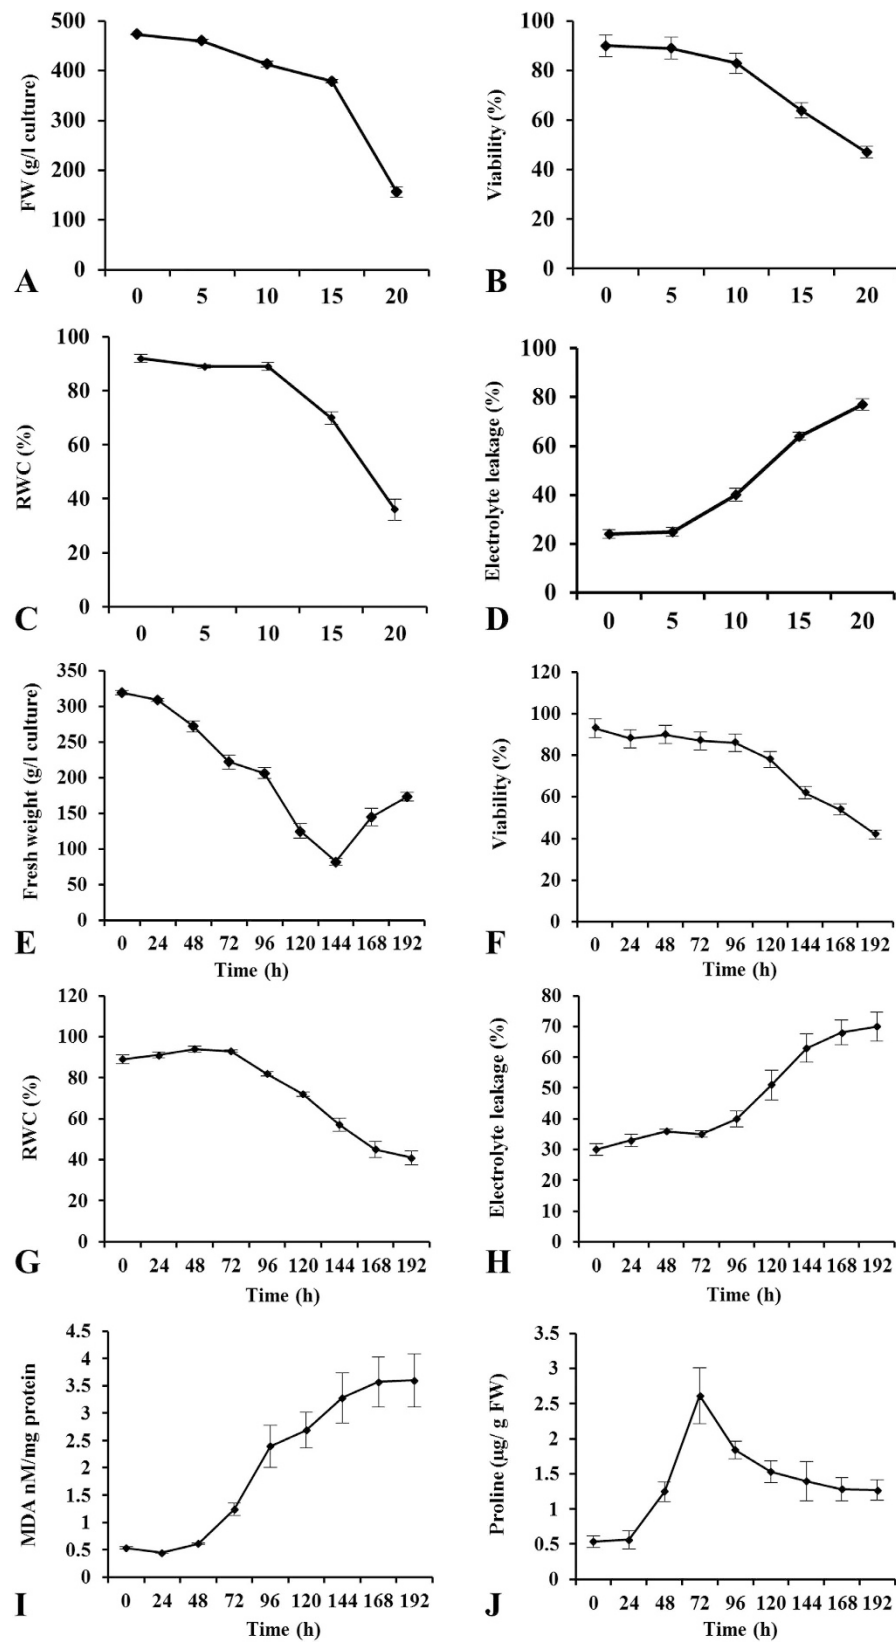 FW (g/l culture)
500
400
300
200
100
0
0 5 10 15 20
A
Viability (%)
100
80
60
40
20
0
0 5 10 15 20
B
RWC (%)
100
80
60
40
20
0
0 5 10 15 20
C
Electrolyte leakage (%)
100
80
60
40
20
0
0 5 10 15 20
D
Fresh weight (g/l culture)
350
300
250
200
150
100
50
0
0 24 48 72 96 120 144 168 192
Time (h)
E
Viability (%)
120
100
80
60
40
20
0
0 24 48 72 96 120 144 168 192
Time (h)
F
RWC (%)
120
100
80
60
40
20
0
0 24 48 72 96 120 144 168 192
Time (h)
G
Electrolyte leakage (%)
80
70
60
50
40
30
20
10
0
0 24 48 72 96 120 144 168 192
Time (h)
H
MDA nM/mg protein
4.5
4
3.5
3
2.5
2
1.5
1
0.5
0
0 24 48 72 96 120 144 168 192
Time (h)
I
Proline (µg/ g FW)
3.5
3
2.5
2
1.5
1
0.5
0
0 24 48 72 96 120 144 168 192
Time (h)
J